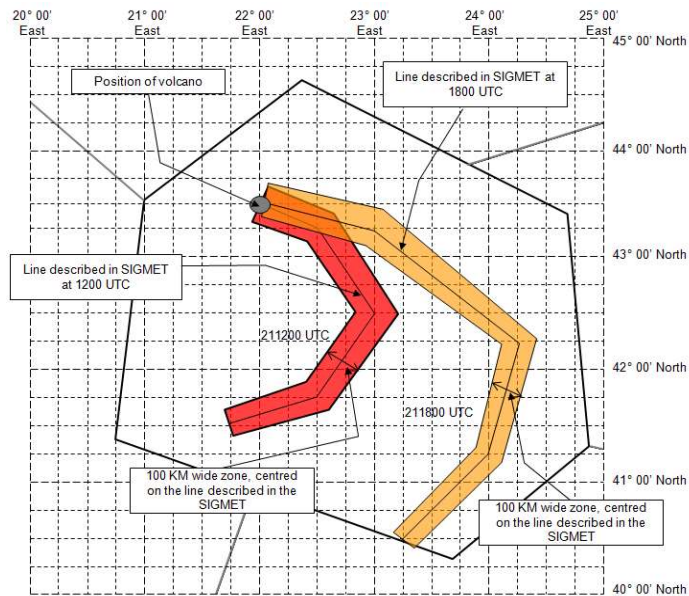 20° 00'
East
21° 00'
East
22° 00'
East
23° 00'
East
24° 00'
East
25° 00'
East
45° 00' North
Position of volcano
Line described in SIGMET at
1800 UTC
44° 00' North
43° 00' North
Line described in SIGMET
at 1200 UTC
211200 UTC
42° 00' North
211800 UTC
41° 00' North
100 KM wide zone, centred
on the line described in the
SIGMET
100 KM wide zone, centred
on the line described in the
SIGMET
40° 00' North